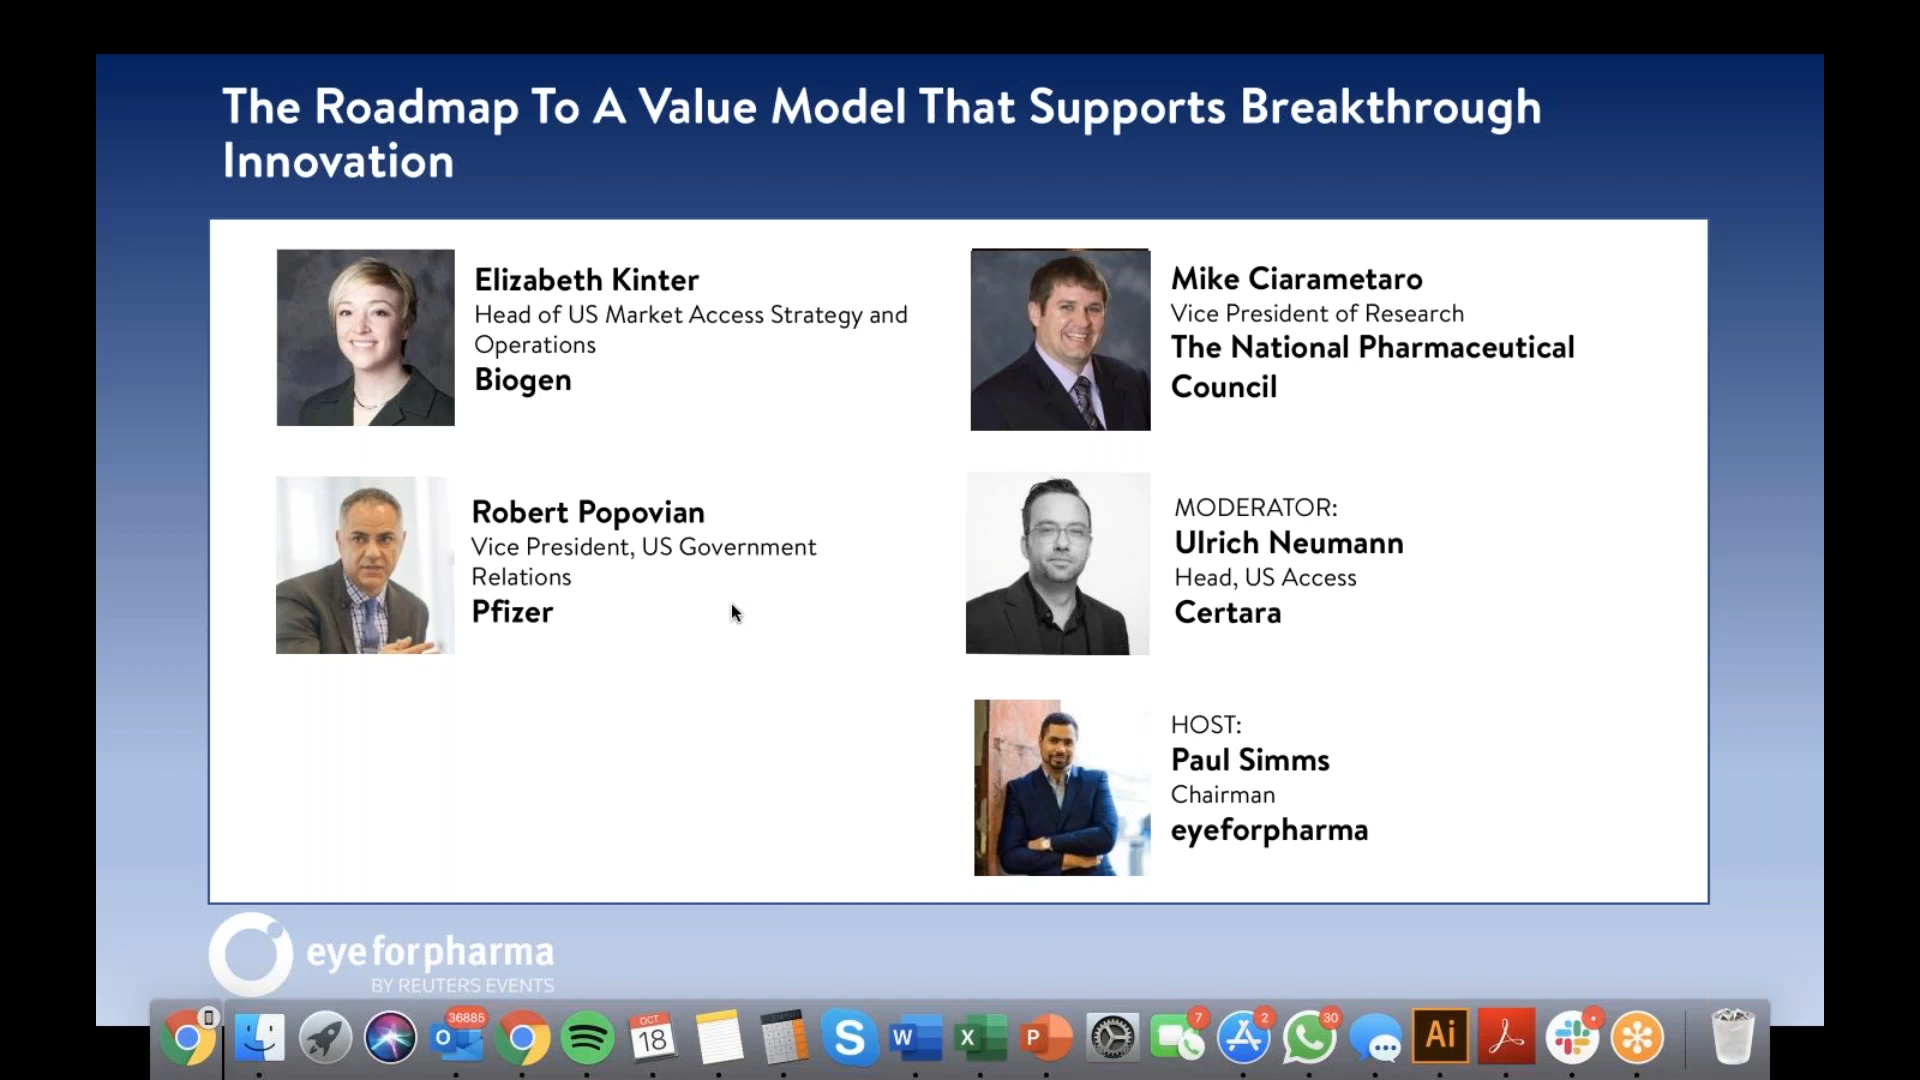 The Roadmap To A Value Model That Supports Breakthrough
Innovation
Elizabeth Kinter
Head of US Market Access Strategy and
Operations
Biogen
Mike Ciarametaro
Vice President of Research
The National Pharmaceutical
Council
Robert Popovian
Vice President, US Government
Relations
Pfizer
MODERATOR:
Ulrich Neumann
Head, US Access
Certara
HOST:
Paul Simms
Chairman
eyeforpharma
eyeforpharma
BY REUTERS EVENTS
36885
OCT
18
7
2
30
O
S
W
X
P
Ai